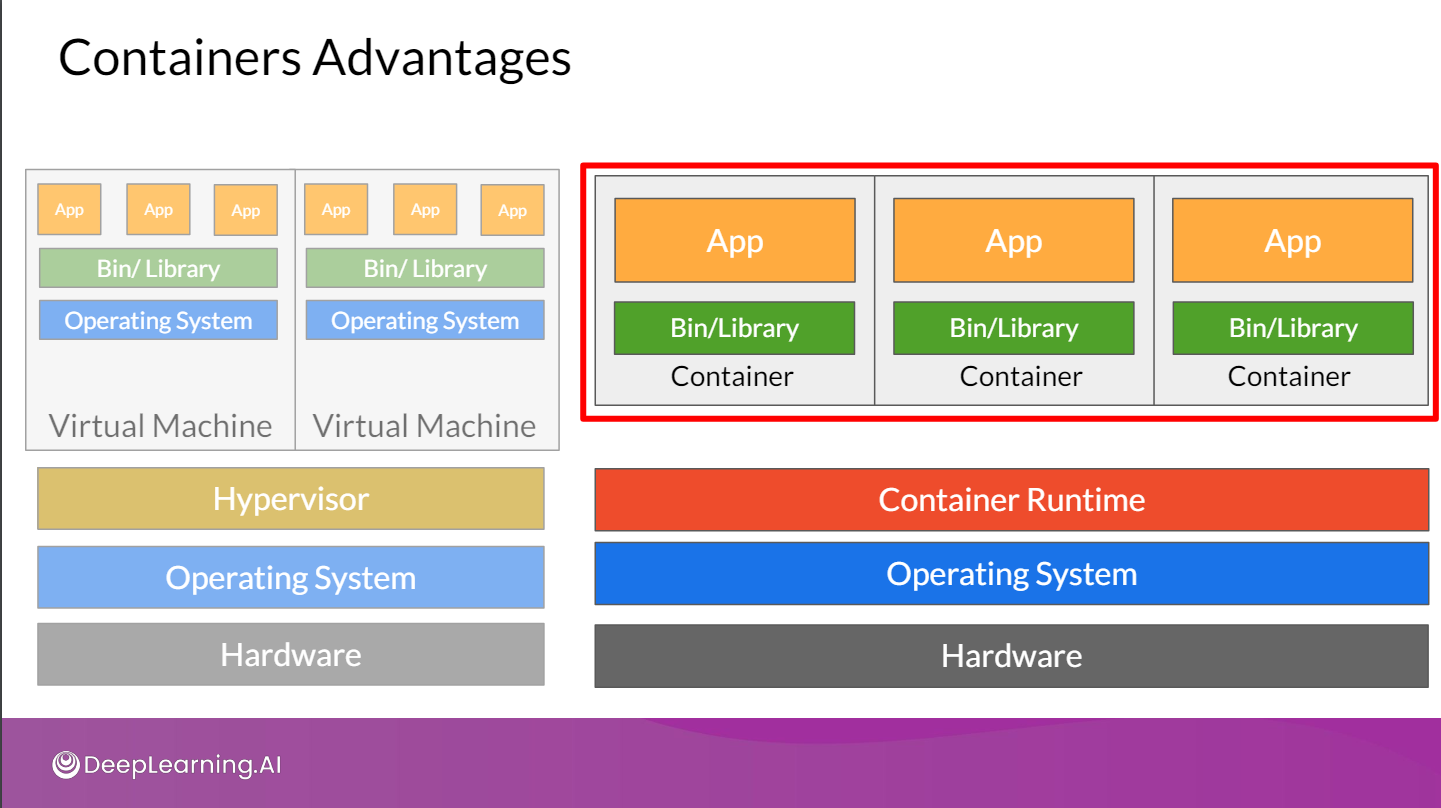 Containers Advantages
App
App
App
Bin/ Library
Operating System
Virtual Machine
App
App
App
Bin/ Library
Operating System
Virtual Machine
Hypervisor
Operating System
Hardware
App
Bin/Library
Container
App
Bin/Library
Container
App
Bin/Library
Container
Container Runtime
Operating System
Hardware
DeepLearning.AI